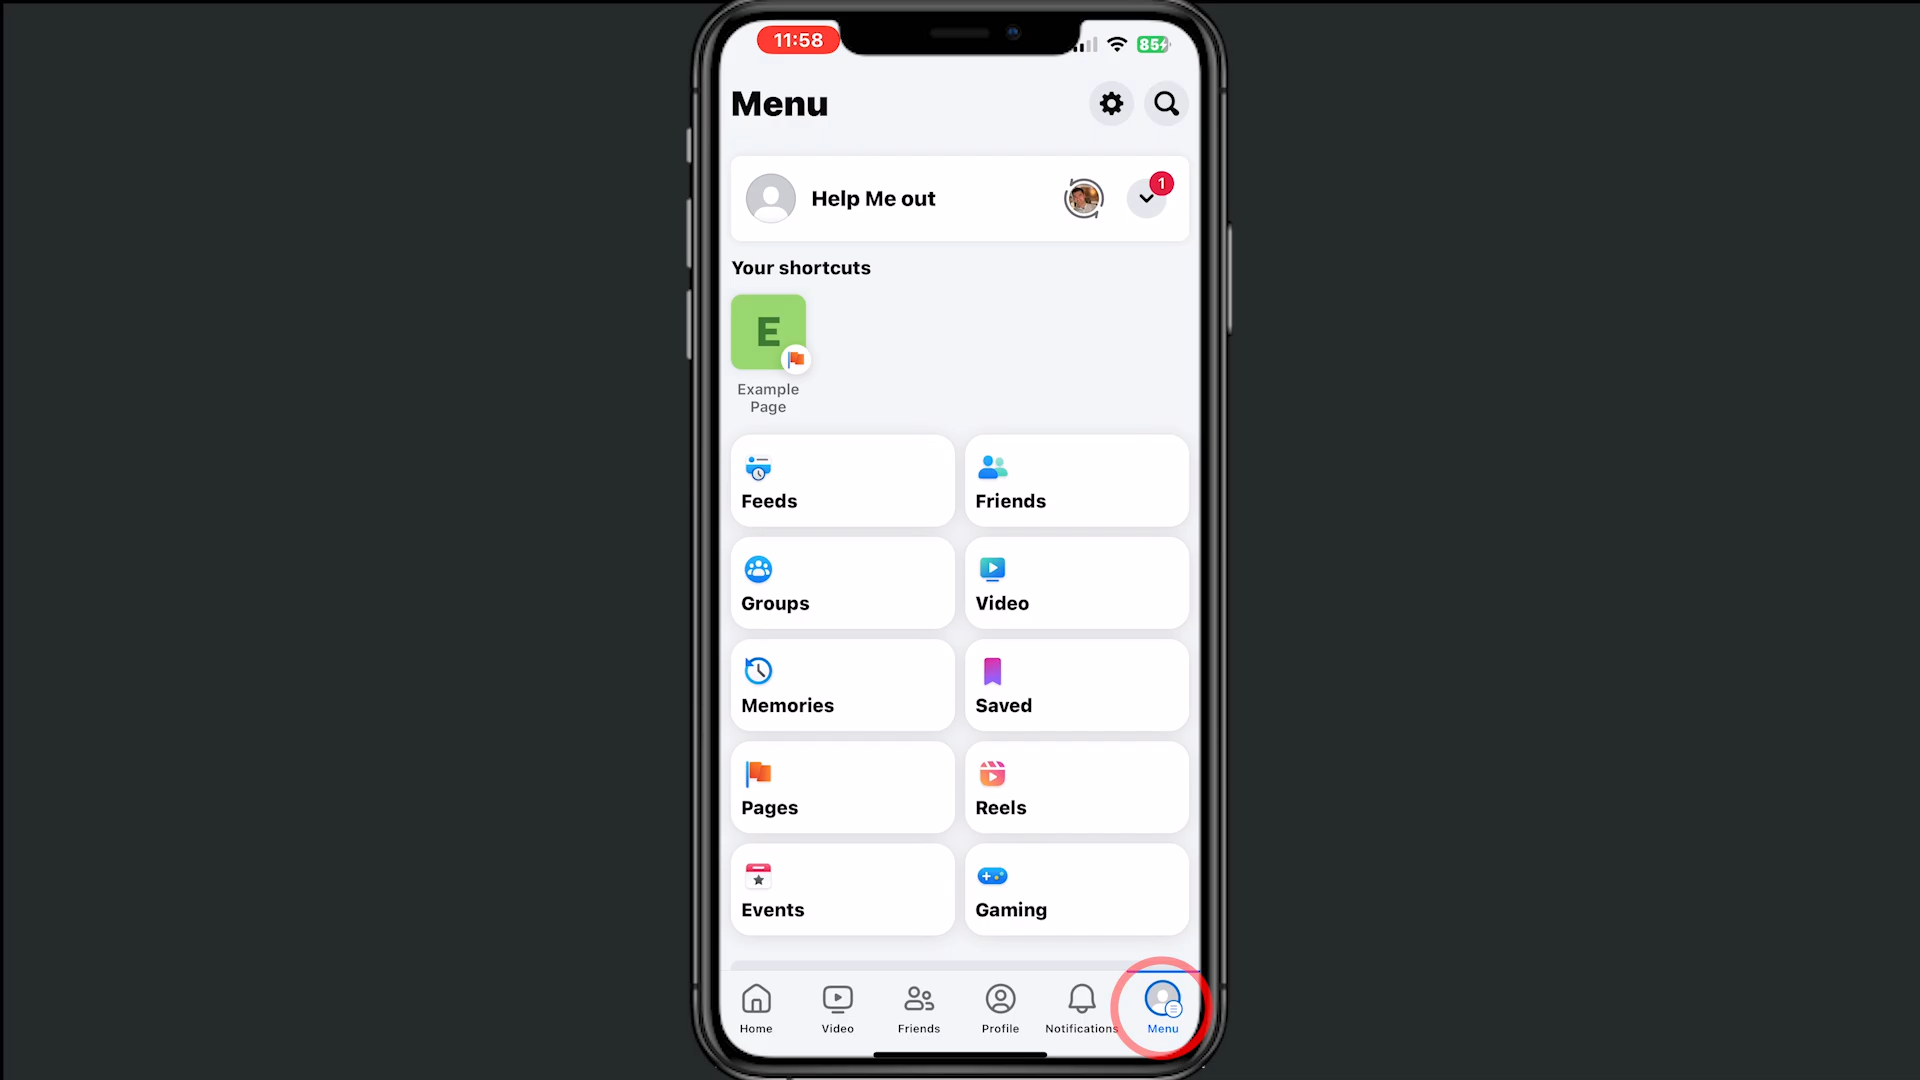 11:58
85
Menu
Help Me out
1
Your shortcuts
E
Example
Page
Feeds
Friends
Groups
Video
Memories
Saved
Pages
Reels
Events
Gaming
Home
Video
Friends
Profile
Notifications
Menu